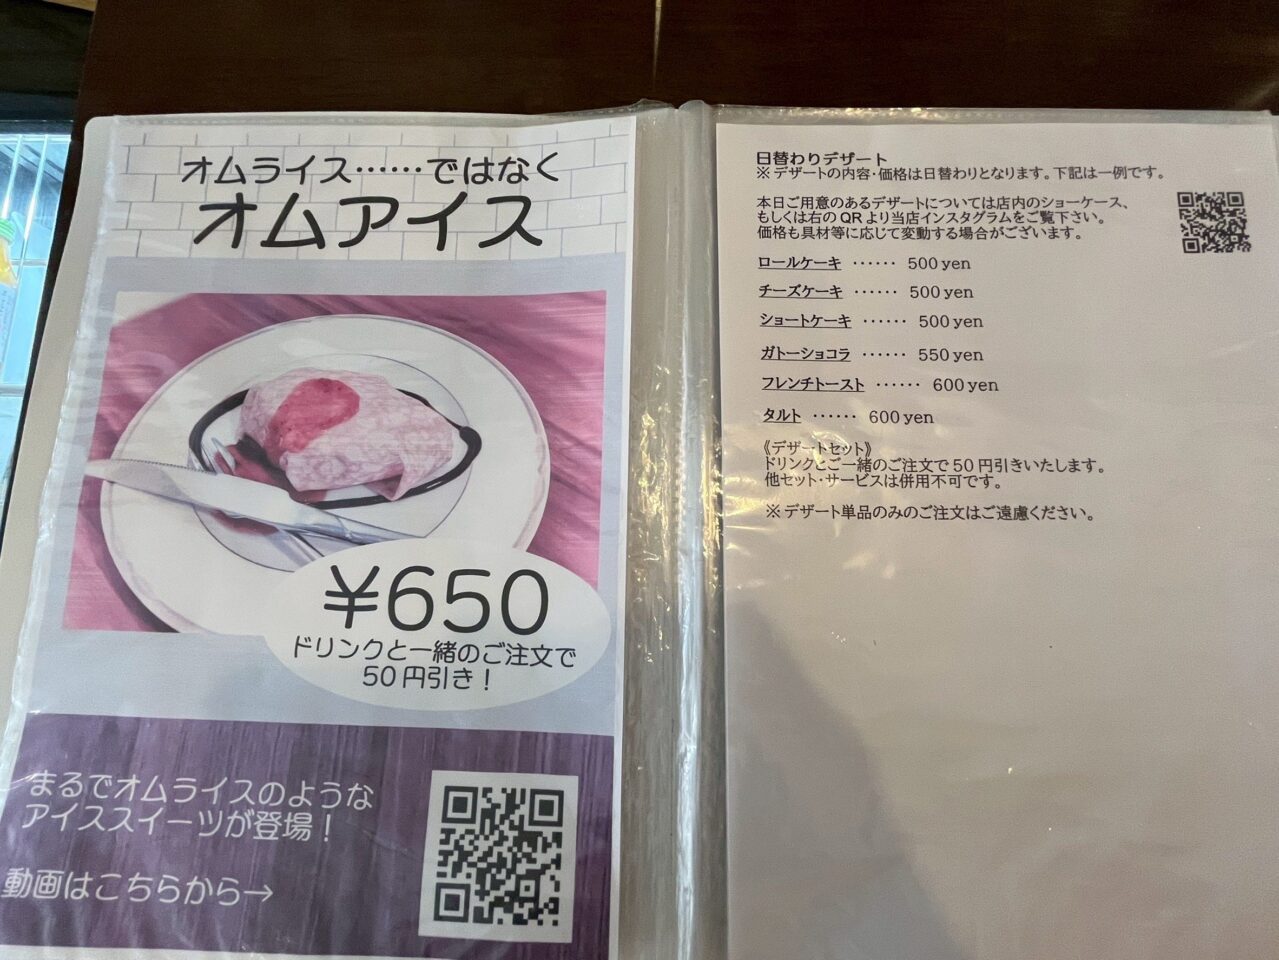 オムライス……ではなく
オムアイス
¥650
ドリンクと一緒のご注文で
50円引き！
まるでオムライスのような
アイススイーツが登場！
動画はこちらから→
日替わりデザート
※デザートの内容・価格は日替わりとなります。下記は一例です。
本日ご用意のあるデザートについては店内のショーケース、
もしくは右のQRより当店インスタグラムをご覧下さい。
価格も具材等に応じて変動する場合がございます。
ロールケーキ ······ 500yen
チーズケーキ ······ 500yen
ショートケーキ ······ 500yen
ガトーショコラ ······ 550yen
フレンチトースト ······ 600yen
タルト ······ 600yen
《デザートセット》
ドリンクとご一緒のご注文で50円引きいたします。
他セット・サービスは併用不可です。
※デザート単品のみのご注文はご遠慮ください。